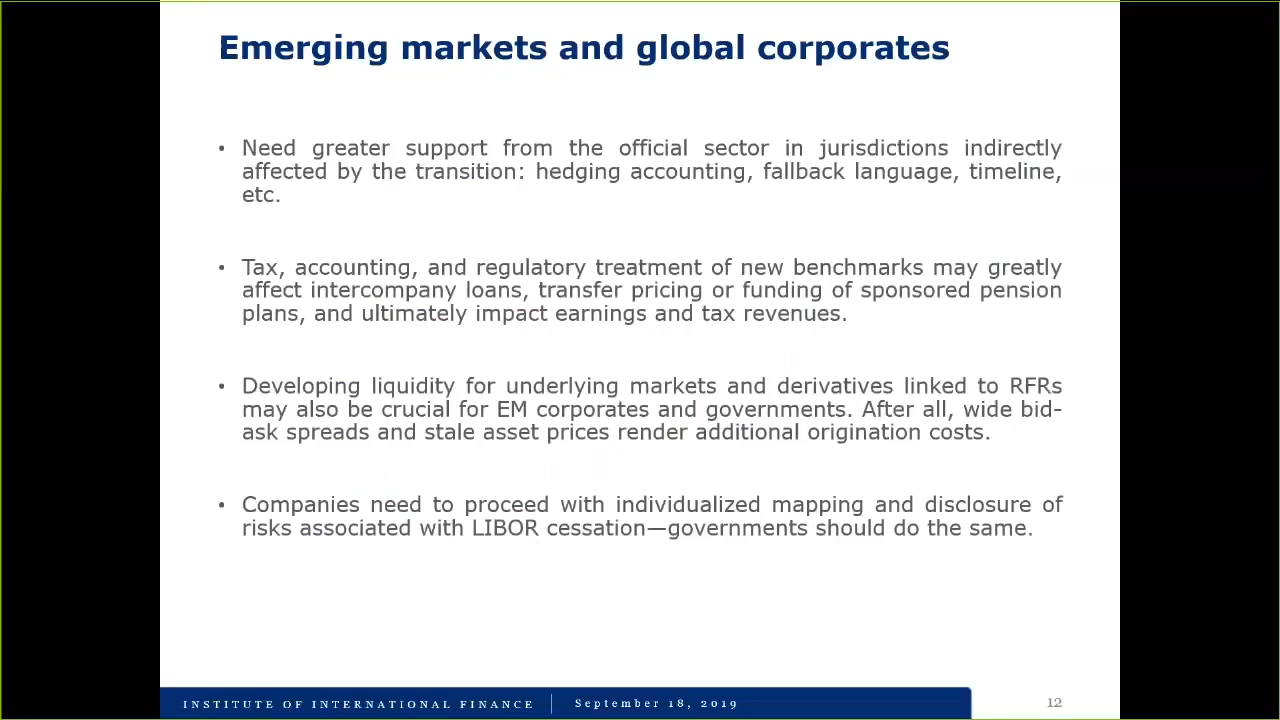 Emerging markets and global corporates
• Need greater support from the official sector in jurisdictions indirectly
affected by the transition: hedging accounting, fallback language, timeline,
etc.
• Tax, accounting, and regulatory treatment of new benchmarks may greatly
affect intercompany loans, transfer pricing or funding of sponsored pension
plans, and ultimately impact earnings and tax revenues.
• Developing liquidity for underlying markets and derivatives linked to RFRs
may also be crucial for EM corporates and governments. After all, wide bid-
ask spreads and stale asset prices render additional origination costs.
• Companies need to proceed with individualized mapping and disclosure of
risks associated with LIBOR cessation—governments should do the same.
INSTITUTE OF INTERNATIONAL FINANCE | September 18, 2019 12